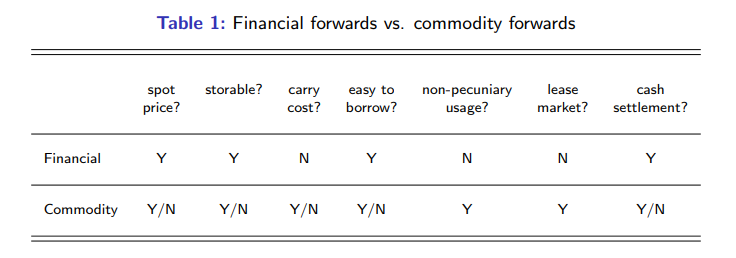 Table 1: Financial forwards vs. commodity forwards
spot storable? carry easy to non-pecuniary lease cash
price? cost? borrow? usage? market? settlement?
Financial Y Y N Y N N Y
Commodity Y/N Y/N Y/N Y/N Y Y Y/N